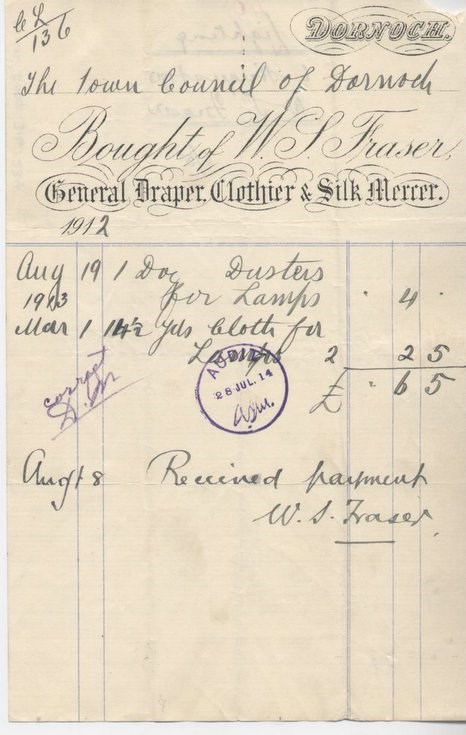 136
DORNOCH.
The Town Council of Dornoch
Bought of W. S. Fraser,
General Draper, Clothier & Silk Mercer.
1912
Aug 19 1 Doz Dusters
1913 for Lamps " 4 "
Mar 1 14½ yds Cloth for
Lamps 2 2 5
£ " 6 5
correct
AUDIT
28 JUL. 14
Augt 8 Received payment
W. S. Fraser